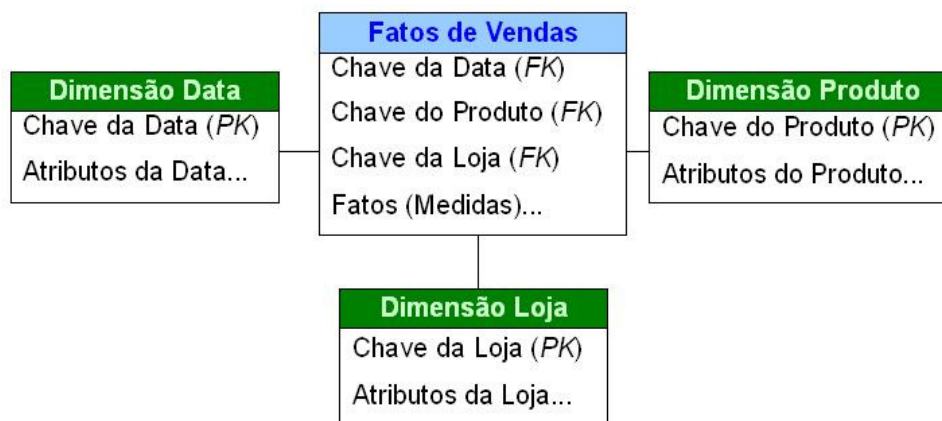 Fatos de Vendas
Chave da Data (FK)
Chave do Produto (FK)
Chave da Loja (FK)
Fatos (Medidas)...
Dimensão Data
Chave da Data (PK)
Atributos da Data...
Dimensão Produto
Chave do Produto (PK)
Atributos do Produto...
Dimensão Loja
Chave da Loja (PK)
Atributos da Loja...